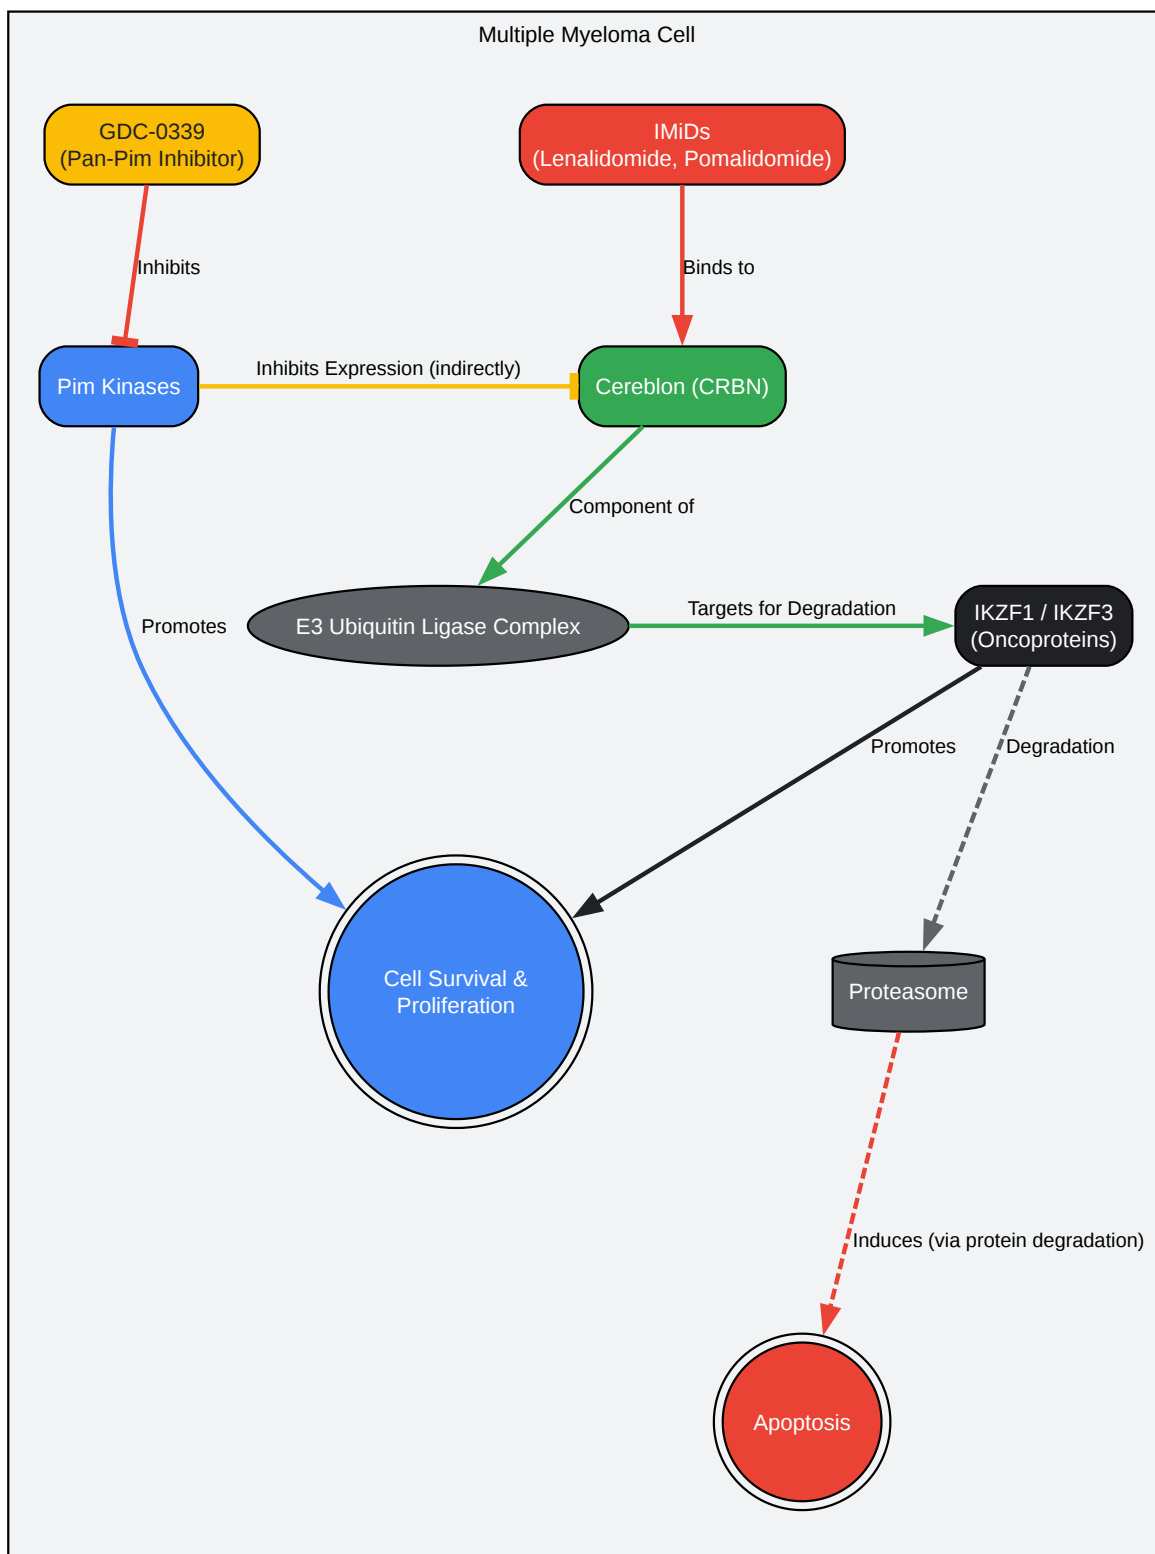 Multiple Myeloma Cell
GDC-0339
(Pan-Pim Inhibitor)
IMiDs
(Lenalidomide, Pomalidomide)
Inhibits
Binds to
Pim Kinases
Inhibits Expression (indirectly)
Cereblon (CRBN)
Component of
Promotes
E3 Ubiquitin Ligase Complex
Targets for Degradation
IKZF1 / IKZF3
(Oncoproteins)
Promotes
Degradation
Cell Survival &
Proliferation
Proteasome
Induces (via protein degradation)
Apoptosis